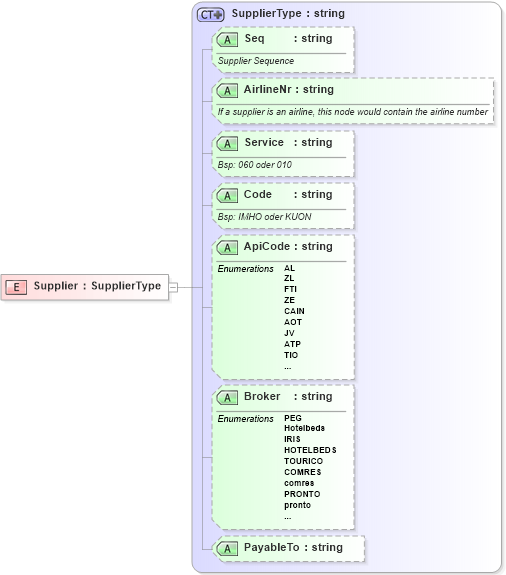 CT SupplierType : string
A Seq : string
Supplier Sequence
A AirlineNr : string
If a supplier is an airline, this node would contain the airline number
A Service : string
Bsp: 060 oder 010
A Code : string
Bsp: IMHO oder KUON
A ApiCode : string
Enumerations AL
ZL
FTI
ZE
E Supplier : SupplierType
CAIN
AOT
JV
ATP
TIO
...
A Broker : string
Enumerations PEG
Hotelbeds
IRIS
HOTELBEDS
TOURICO
COMRES
comres
PRONTO
pronto
...
A PayableTo : string